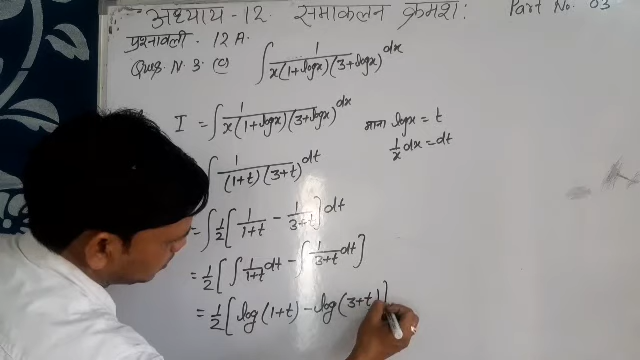 अध्याय - 12. समाकलन क्रमश: Part No. 03
प्रश्नावली. 12 A.
Ques. N. 3. (c) ∫ 1/(x(1+logx)(3+logx)) dx
I = ∫ 1/(x(1+logx)(3+logx)) dx माना logx = t
1/x dx = dt
∫ 1/((1+t)(3+t)) dt
= ∫ 1/2 [ 1/(1+t) - 1/(3+t) ] dt
= 1/2 [ ∫ 1/(1+t) dt - ∫ 1/(3+t) dt ]
= 1/2 [ log(1+t) - log(3+t) ]